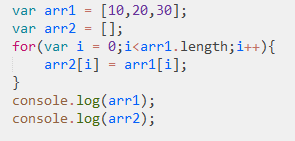 var arr1 = [10,20,30];
var arr2 = [];
for(var i = 0;i<arr1.length;i++){
    arr2[i] = arr1[i];
}
console.log(arr1);
console.log(arr2);